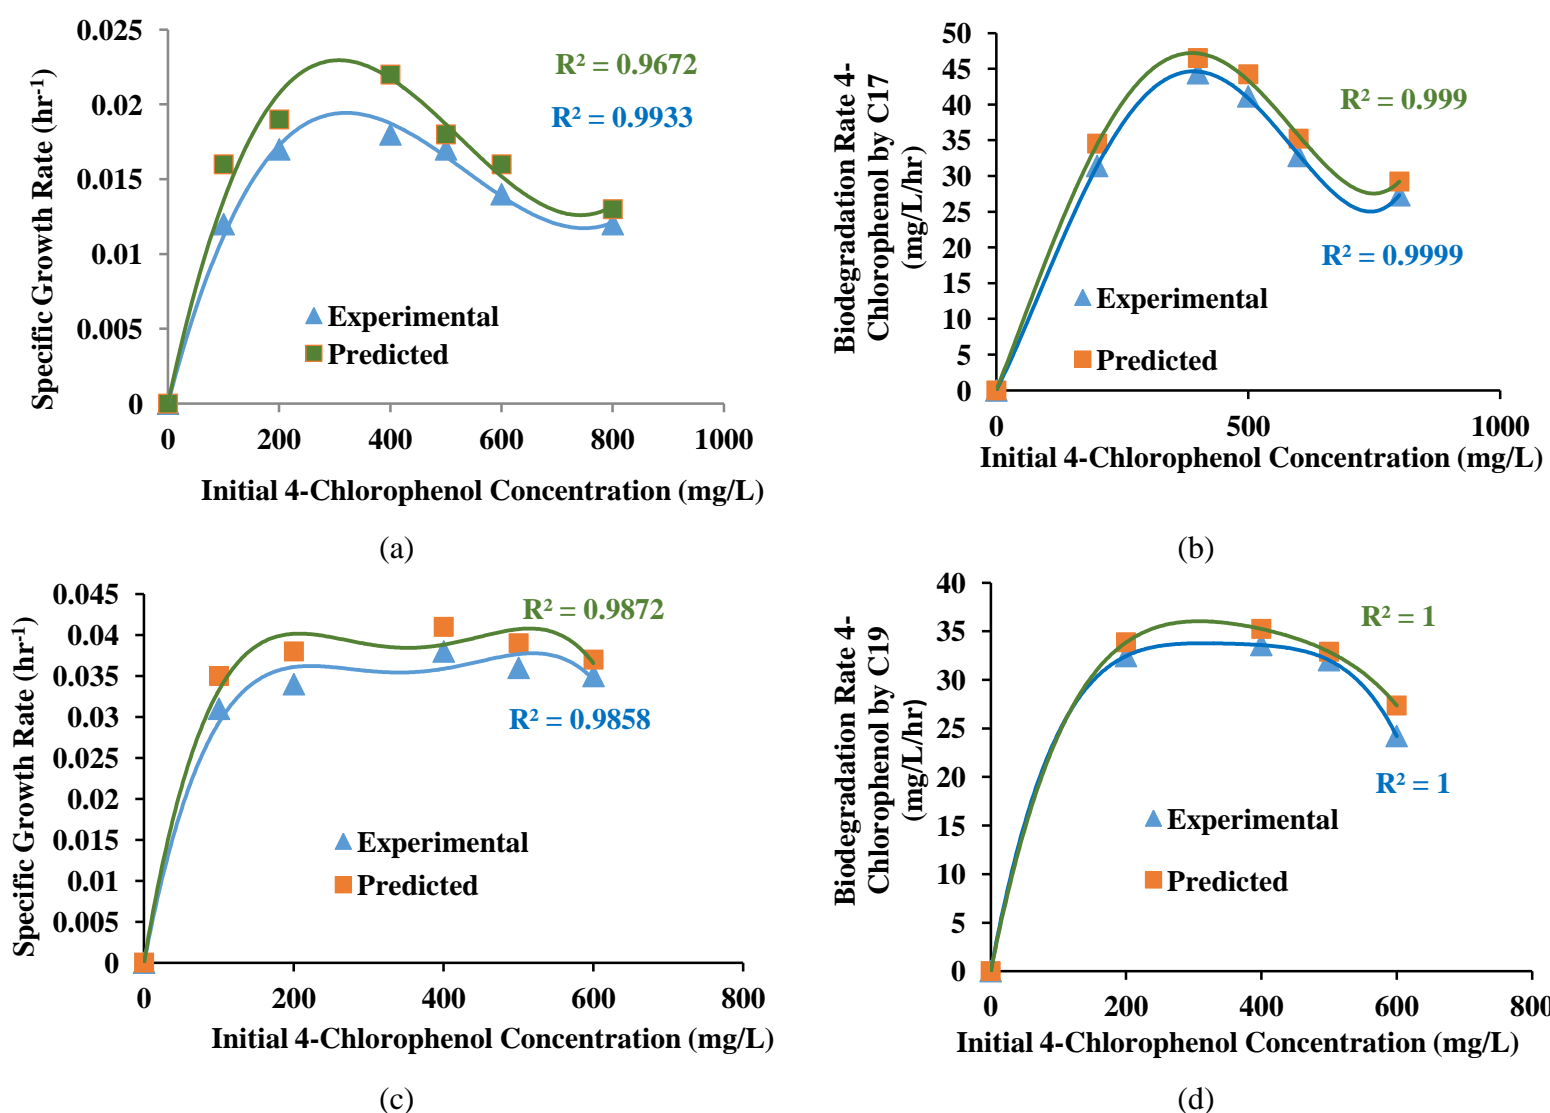 Specific Growth Rate (hr⁻¹)
0.025
0.02
0.015
0.01
0.005
0
R² = 0.9672
R² = 0.9933
Experimental
Predicted
0 200 400 600 800 1000
Initial 4-Chlorophenol Concentration (mg/L)
(a)
Biodegradation Rate 4-
Chlorophenol by C17
(mg/L/hr)
50
45
40
35
30
25
20
15
10
5
0
R² = 0.999
R² = 0.9999
Experimental
Predicted
0 500 1000
Initial 4-Chlorophenol Concentration (mg/L)
(b)
Specific Growth Rate (hr⁻¹)
0.045
0.04
0.035
0.03
0.025
0.02
0.015
0.01
0.005
0
R² = 0.9872
R² = 0.9858
Experimental
Predicted
0 200 400 600 800
Initial 4-Chlorophenol Concentration (mg/L)
(c)
Biodegradation Rate 4-
Chlorophenol by C19
(mg/L/hr)
40
35
30
25
20
15
10
5
0
R² = 1
R² = 1
Experimental
Predicted
0 200 400 600 800
Initial 4-Chlorophenol Concentration (mg/L)
(d)